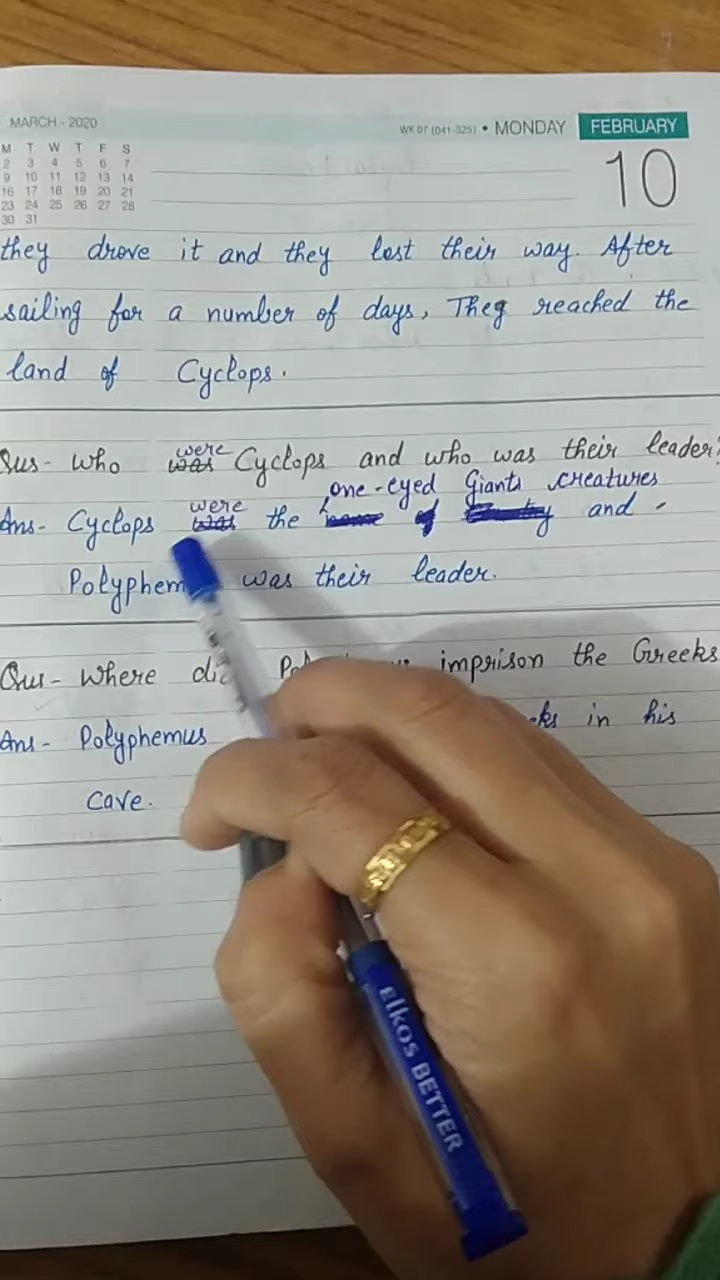 MARCH - 2020
WK 07 (041-325) • MONDAY FEBRUARY
10
M T W T F S
2 3 4 5 6 7
9 10 11 12 13 14
16 17 18 19 20 21
23 24 25 26 27 28
30 31
they drove it and they lost their way. After
sailing for a number of days, They reached the
land of Cyclops.
Qus- who were Cyclops and who was their leader?
one-eyed Giants creatures
Ans- Cyclops were the and
was their leader.
Qus- where imprison the Greeks
Ans- Polyphemus in his
cave.
elkos BETTER